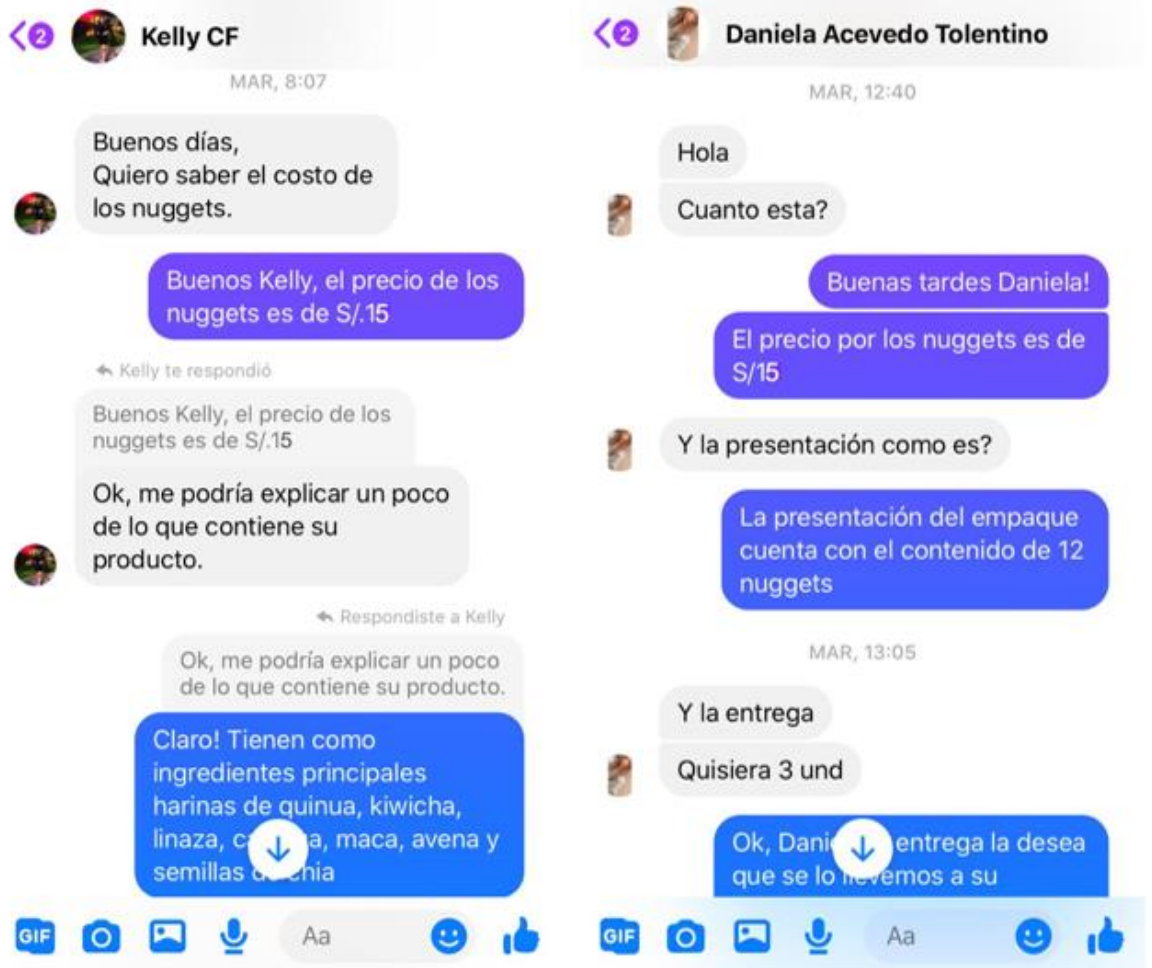 2
Kelly CF
MAR, 8:07
Buenos días,
Quiero saber el costo de
los nuggets.
Buenos Kelly, el precio de los
nuggets es de S/.15
Kelly te respondió
Buenos Kelly, el precio de los
nuggets es de S/.15
Ok, me podría explicar un poco
de lo que contiene su
producto.
Respondiste a Kelly
Ok, me podría explicar un poco
de lo que contiene su producto.
Claro! Tienen como
ingredientes principales
harinas de quinua, kiwicha,
linaza, maca, avena y
semillas chia
GIF
Aa
2
Daniela Acevedo Tolentino
MAR, 12:40
Hola
Cuanto esta?
Buenas tardes Daniela!
El precio por los nuggets es de
S/15
Y la presentación como es?
La presentación del empaque
cuenta con el contenido de 12
nuggets
MAR, 13:05
Y la entrega
Quisiera 3 und
Ok, entrega la desea
que se lo llevemos a su
GIF
Aa